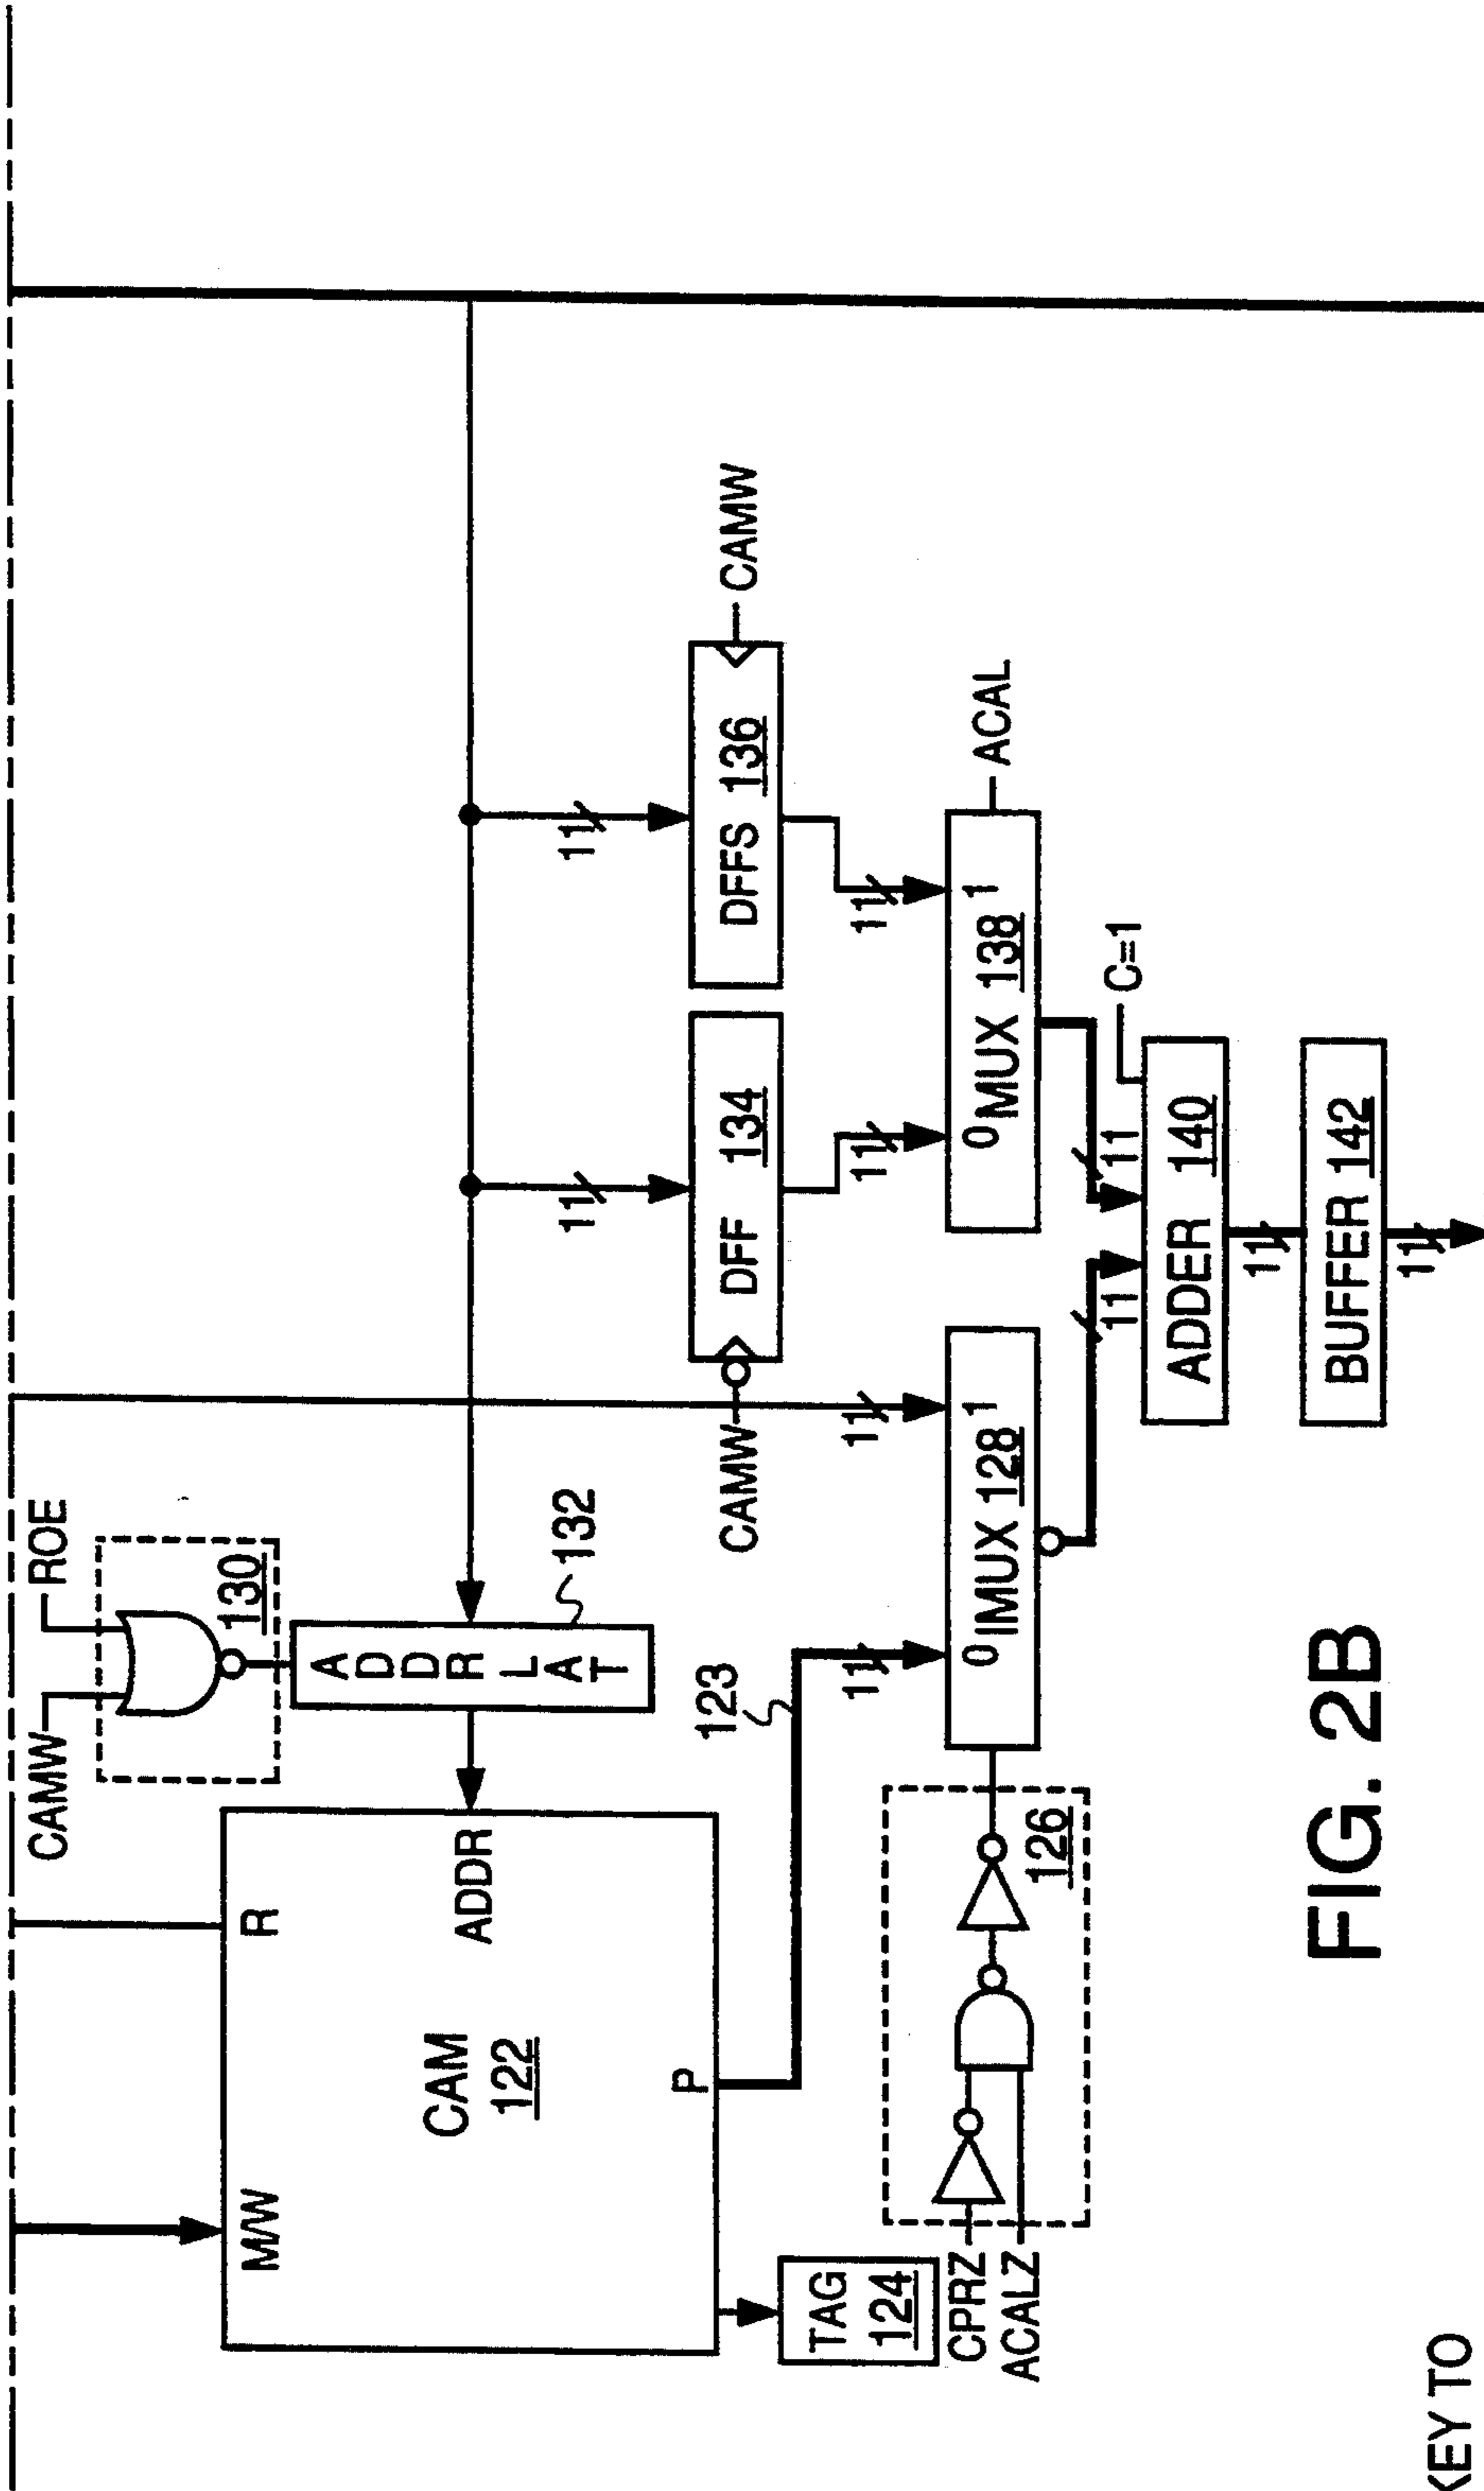 CAMW
ROE
130
M/W
R
CAM
122
ADDR
P
A
D
D
R
L
A
T
132
TAG
124
123
CAMW
DFF 134
11
DFFS 136
11
CAMW
CPRZ
ACALZ
126
11
11
0 IMUX 128 1
11
11
0 MUX 138 1
ACAL
11
11
C=1
ADDER 140
11
BUFFER 142
11
FIG. 2B
KEY TO